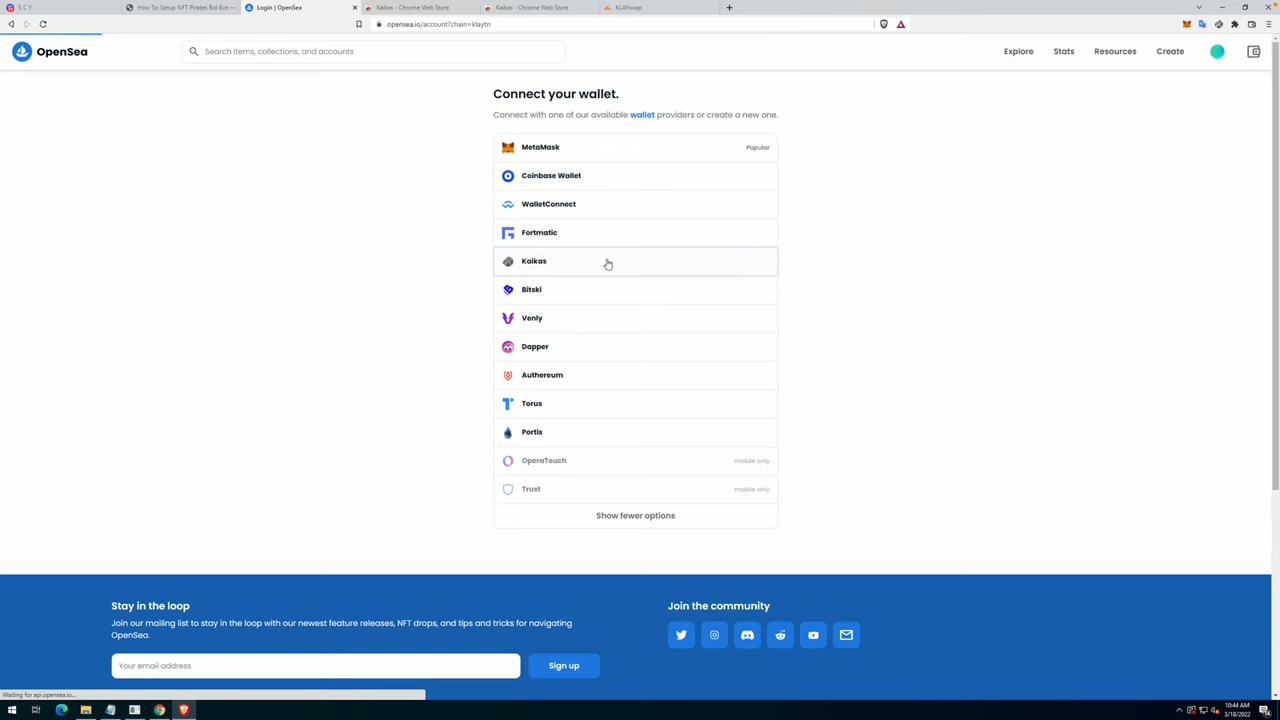 S C Y
How To Setup NFT Pirates Bid Bot
Login | OpenSea
Kaikas - Chrome Web Store
Kaikas - Chrome Web Store
KLAYswap
opensea.io/account?chain=klaytn
OpenSea
Search items, collections, and accounts
Explore
Stats
Resources
Create
Connect your wallet.
Connect with one of our available wallet providers or create a new one.
MetaMask
Popular
Coinbase Wallet
WalletConnect
Fortmatic
Kaikas
Bitski
Venly
Dapper
Authereum
Torus
Portis
OperaTouch
mobile only
Trust
mobile only
Show fewer options
Stay in the loop
Join our mailing list to stay in the loop with our newest feature releases, NFT drops, and tips and tricks for navigating
OpenSea.
Your email address
Sign up
Join the community
Waiting for api.opensea.io...
10:44 AM
3/18/2022